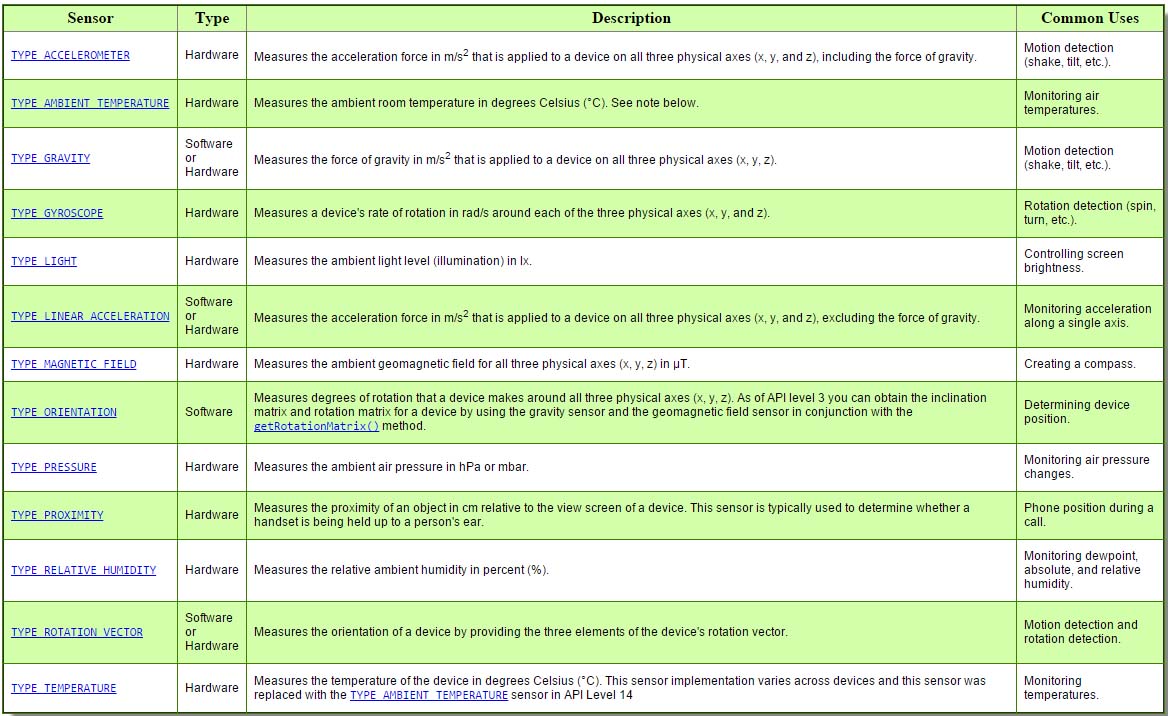 Sensor Type Description Common Uses
TYPE_ACCELEROMETER Hardware Measures the acceleration force in m/s² that is applied to a device on all three physical axes (x, y, and z), including the force of gravity. Motion detection
(shake, tilt, etc.).
TYPE_AMBIENT_TEMPERATURE Hardware Measures the ambient room temperature in degrees Celsius (°C). See note below. Monitoring air
temperatures.
TYPE_GRAVITY Software
or
Hardware Measures the force of gravity in m/s² that is applied to a device on all three physical axes (x, y, z). Motion detection
(shake, tilt, etc.).
TYPE_GYROSCOPE Hardware Measures a device's rate of rotation in rad/s around each of the three physical axes (x, y, and z). Rotation detection (spin,
turn, etc.).
TYPE_LIGHT Hardware Measures the ambient light level (illumination) in lx. Controlling screen
brightness.
TYPE_LINEAR_ACCELERATION Software
or
Hardware Measures the acceleration force in m/s² that is applied to a device on all three physical axes (x, y, and z), excluding the force of gravity. Monitoring acceleration
along a single axis.
TYPE_MAGNETIC_FIELD Hardware Measures the ambient geomagnetic field for all three physical axes (x, y, z) in μT. Creating a compass.
TYPE_ORIENTATION Software Measures degrees of rotation that a device makes around all three physical axes (x, y, z). As of API level 3 you can obtain the inclination
matrix and rotation matrix for a device by using the gravity sensor and the geomagnetic field sensor in conjunction with the
getRotationMatrix() method. Determining device
position.
TYPE_PRESSURE Hardware Measures the ambient air pressure in hPa or mbar. Monitoring air pressure
changes.
TYPE_PROXIMITY Hardware Measures the proximity of an object in cm relative to the view screen of a device. This sensor is typically used to determine whether a
handset is being held up to a person's ear. Phone position during a
call.
TYPE_RELATIVE_HUMIDITY Hardware Measures the relative ambient humidity in percent (%). Monitoring dewpoint,
absolute, and relative
humidity.
TYPE_ROTATION_VECTOR Software
or
Hardware Measures the orientation of a device by providing the three elements of the device's rotation vector. Motion detection and
rotation detection.
TYPE_TEMPERATURE Hardware Measures the temperature of the device in degrees Celsius (°C). This sensor implementation varies across devices and this sensor was
replaced with the TYPE_AMBIENT_TEMPERATURE sensor in API Level 14 Monitoring
temperatures.